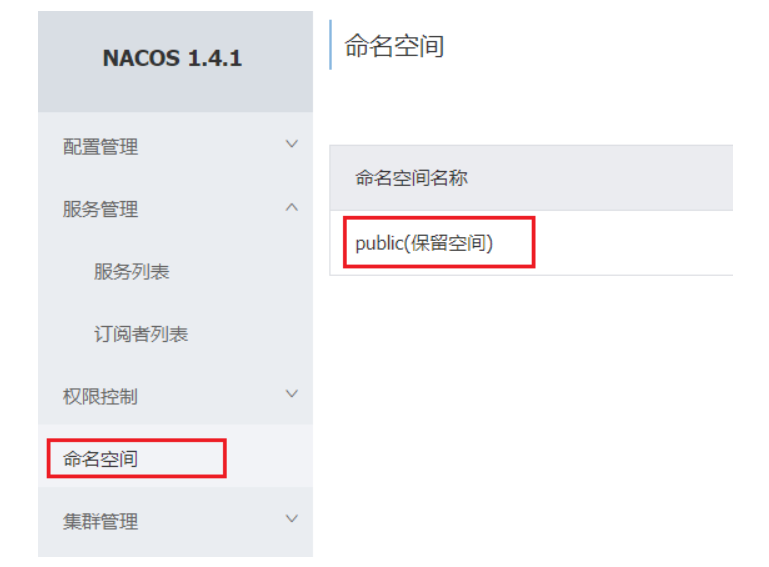 NACOS 1.4.1
配置管理
服务管理
服务列表
订阅者列表
权限控制
命名空间
集群管理
命名空间
命名空间名称
public(保留空间)